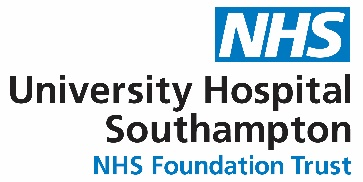 NHS
University Hospital
Southampton
NHS Foundation Trust